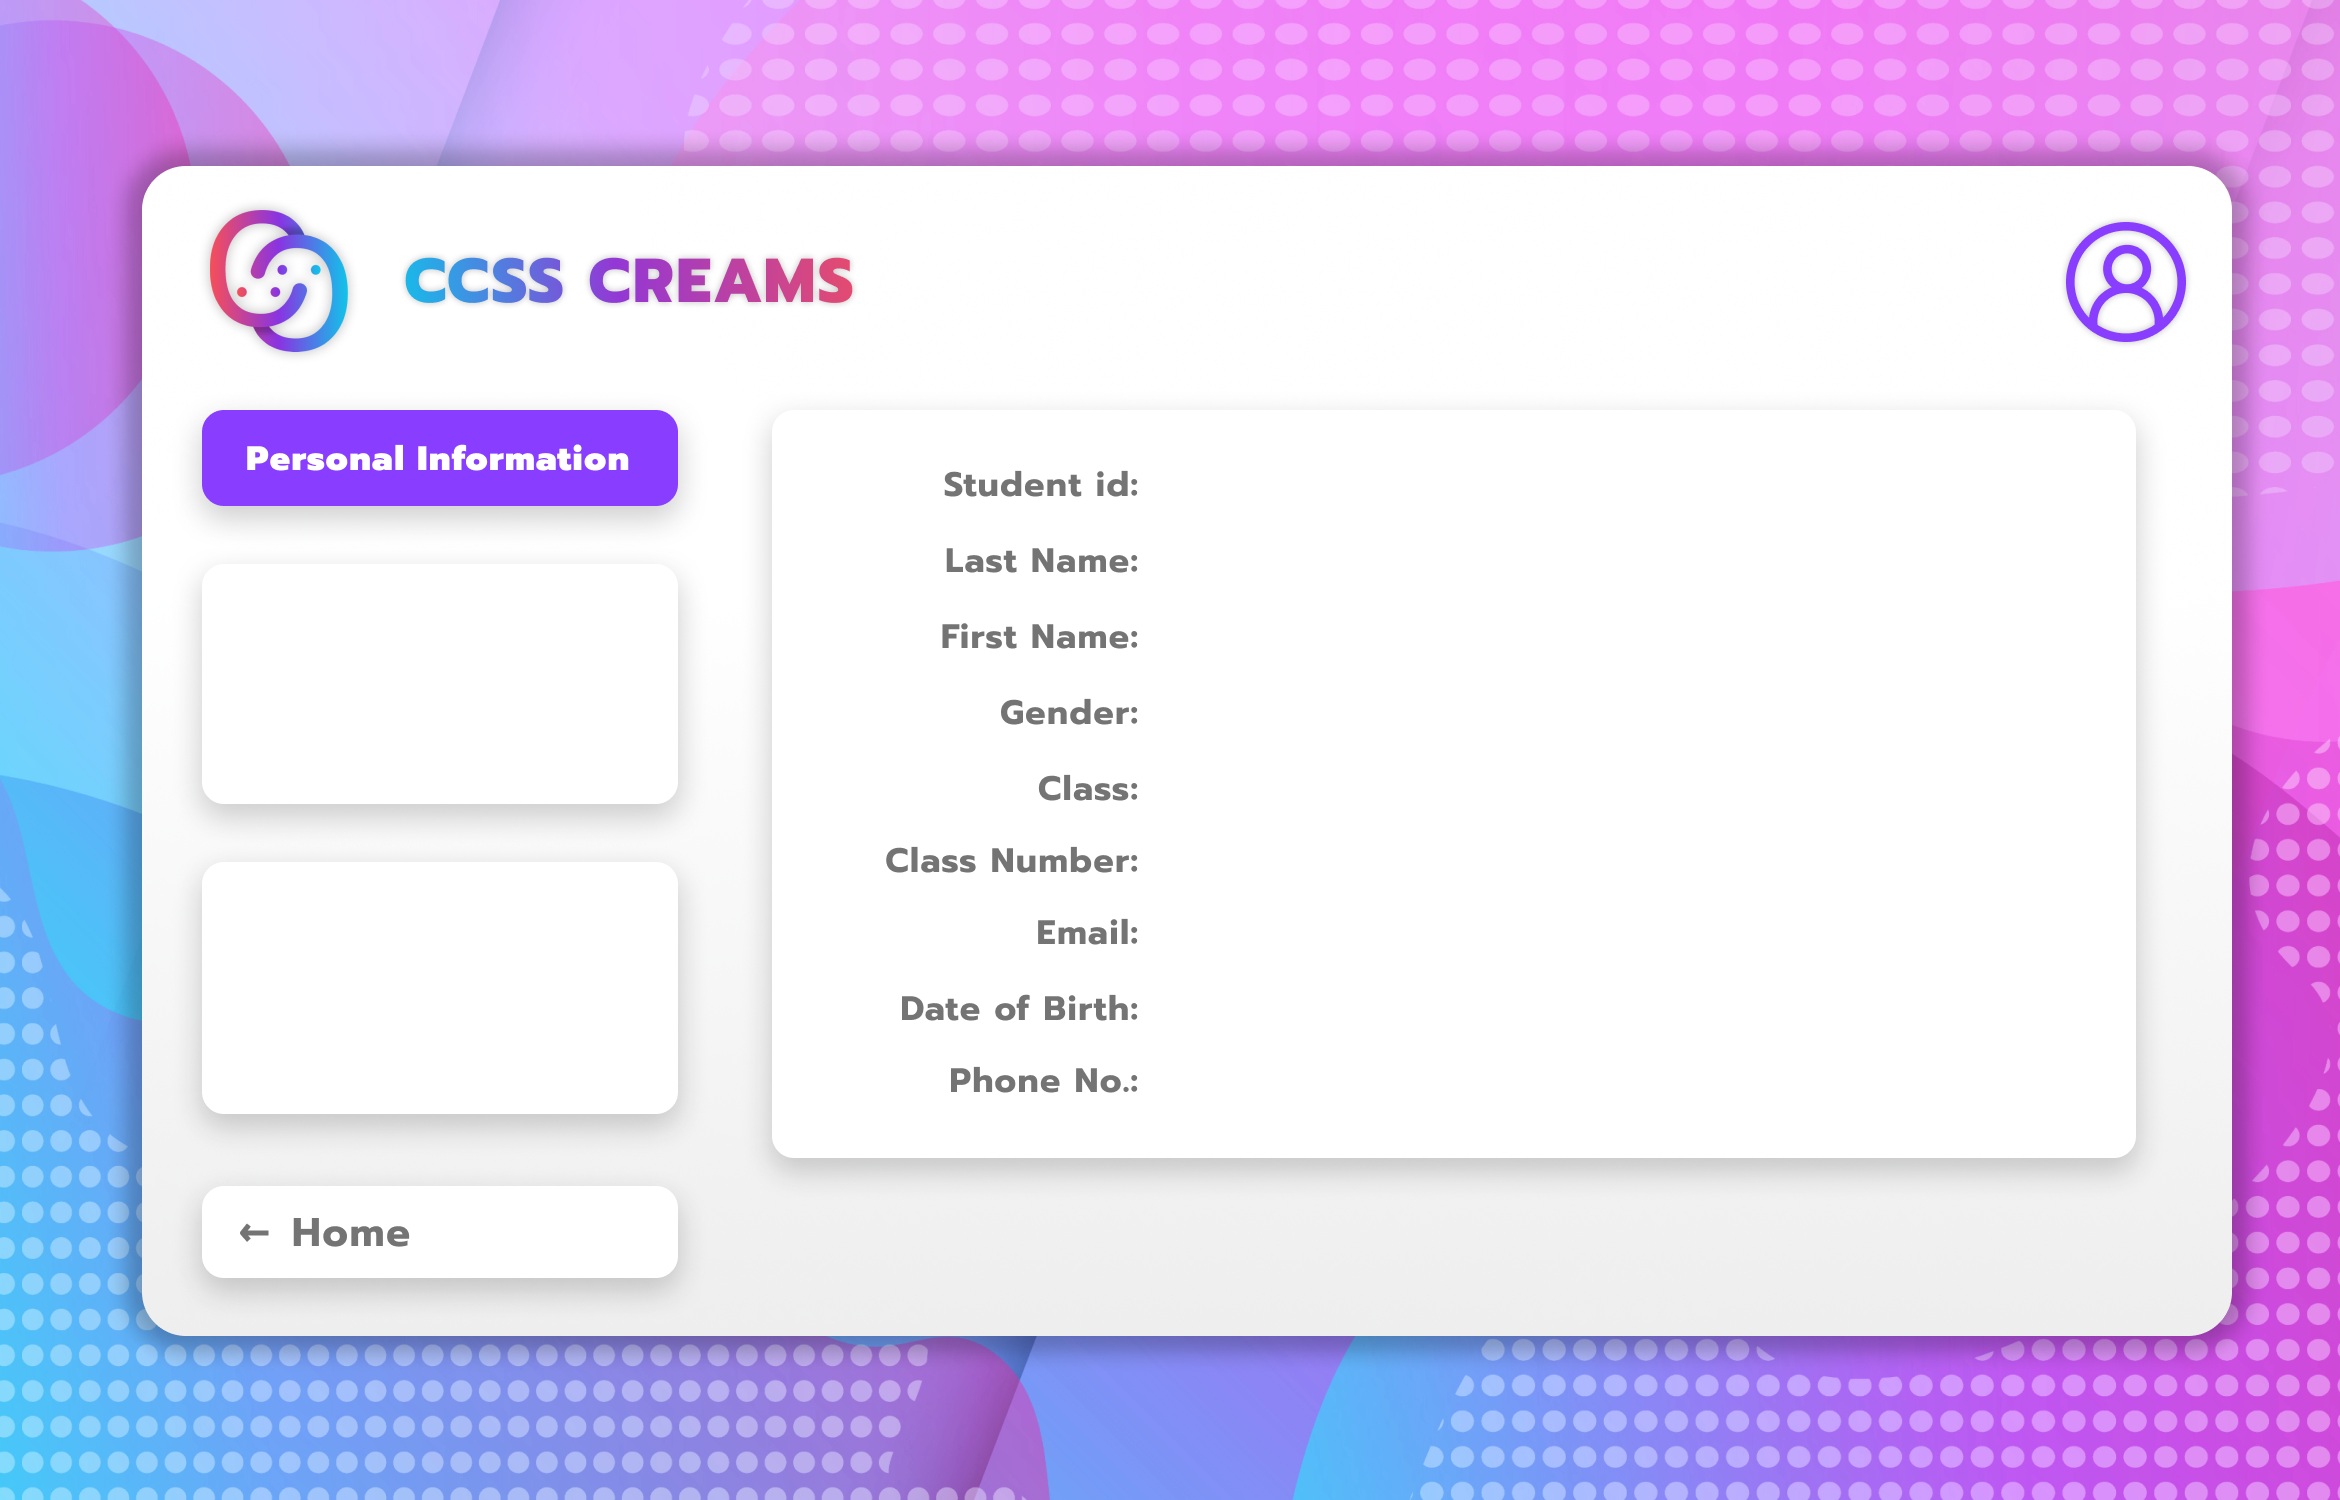 CCSS CREAMS
Personal Information
Student id:
Last Name:
First Name:
Gender:
Class:
Class Number:
Email:
Date of Birth:
Phone No.:
← Home